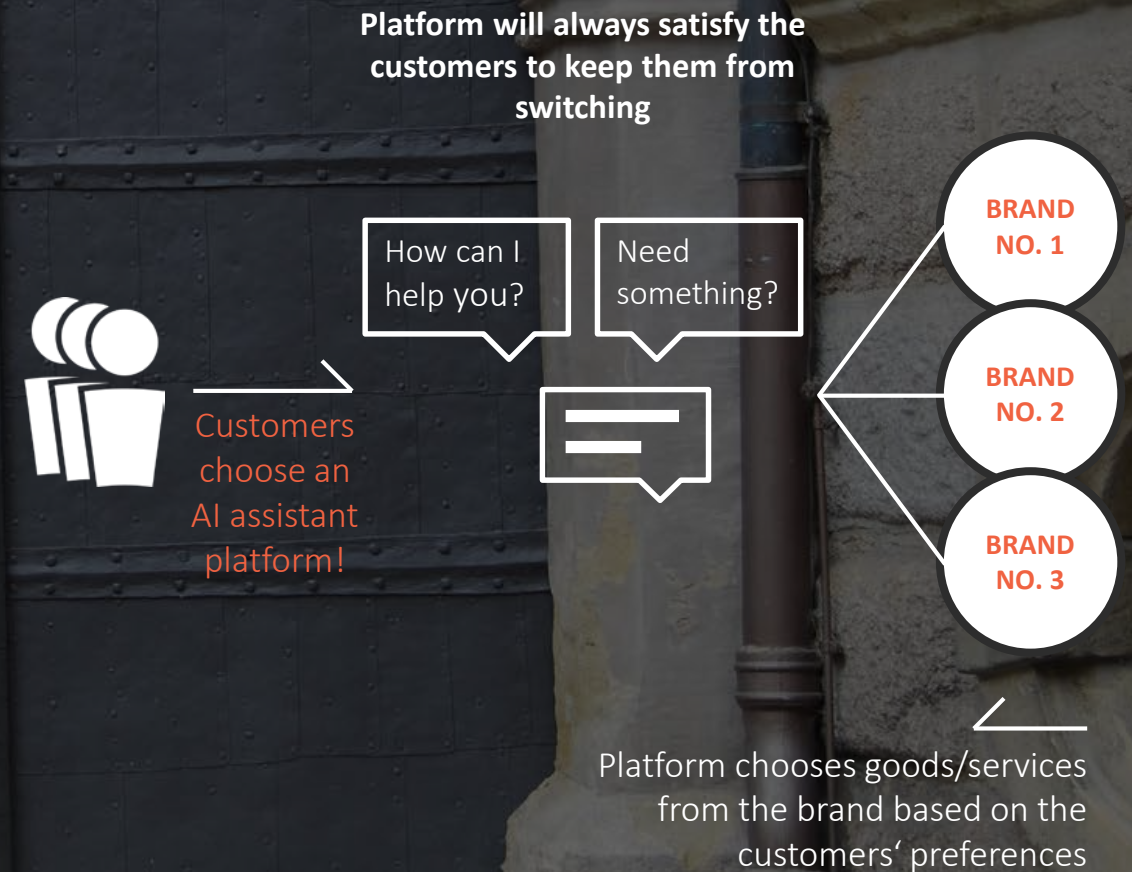 Platform will always satisfy the
customers to keep them from
switching
How can I
help you?
Need
something?
Customers
choose an
AI assistant
platform!
BRAND
NO. 1
BRAND
NO. 2
BRAND
NO. 3
Platform chooses goods/services
from the brand based on the
customers‘ preferences